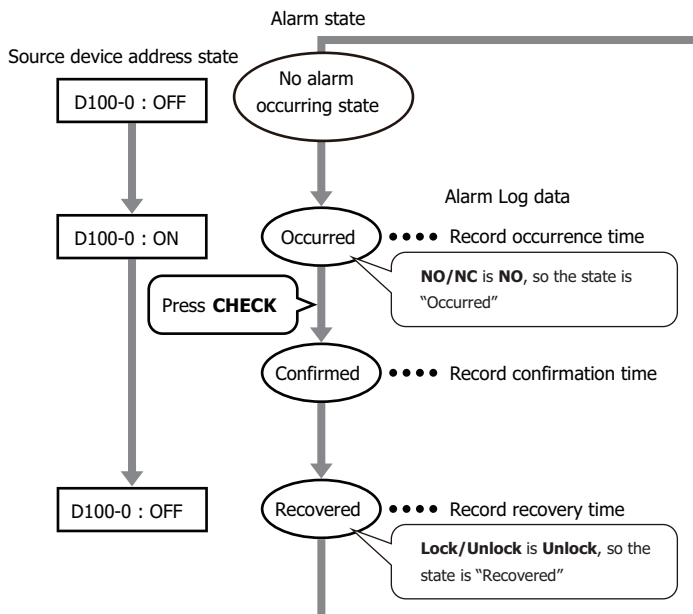 Alarm state
Source device address state
No alarm
occurring state
D100-0 : OFF
Alarm Log data
D100-0 : ON
Occurred
Record occurrence time
NO/NC is NO, so the state is
“Occurred”
Press CHECK
Confirmed
Record confirmation time
D100-0 : OFF
Recovered
Record recovery time
Lock/Unlock is Unlock, so the
state is “Recovered”